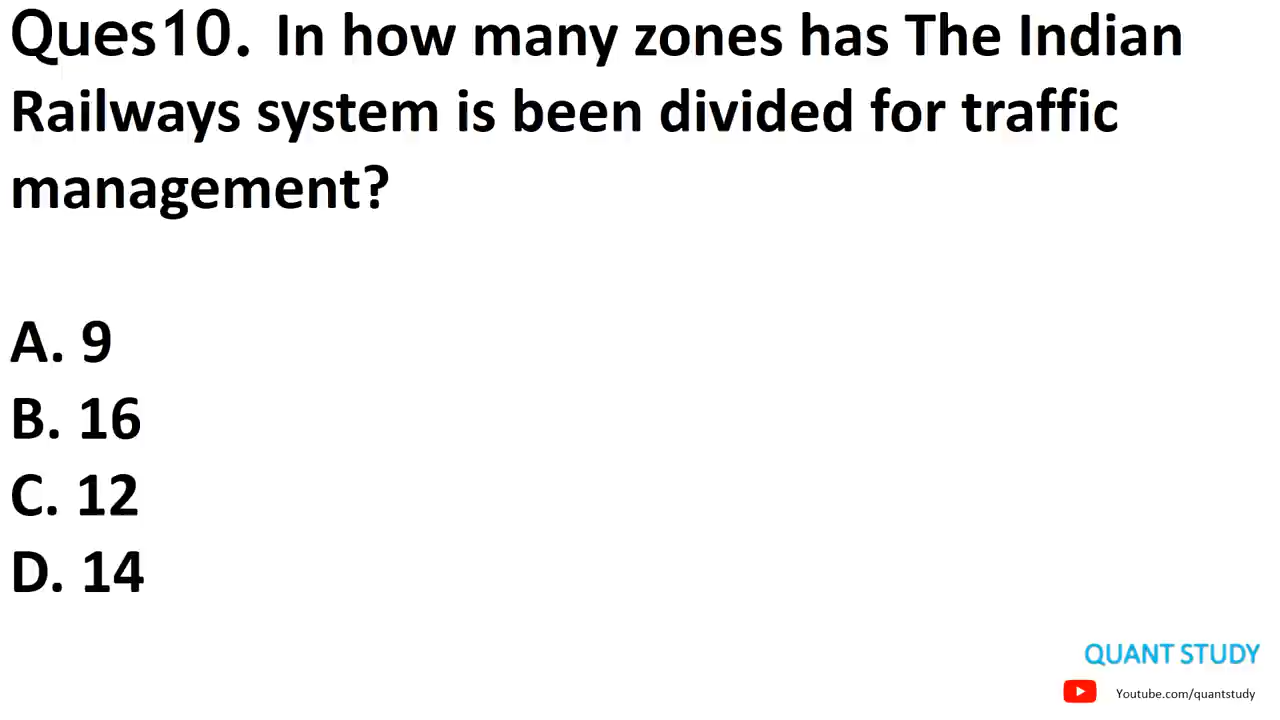 Ques10. In how many zones has The Indian
Railways system is been divided for traffic
management?
A. 9
B. 16
C. 12
D. 14
QUANT STUDY
Youtube.com/quantstudy